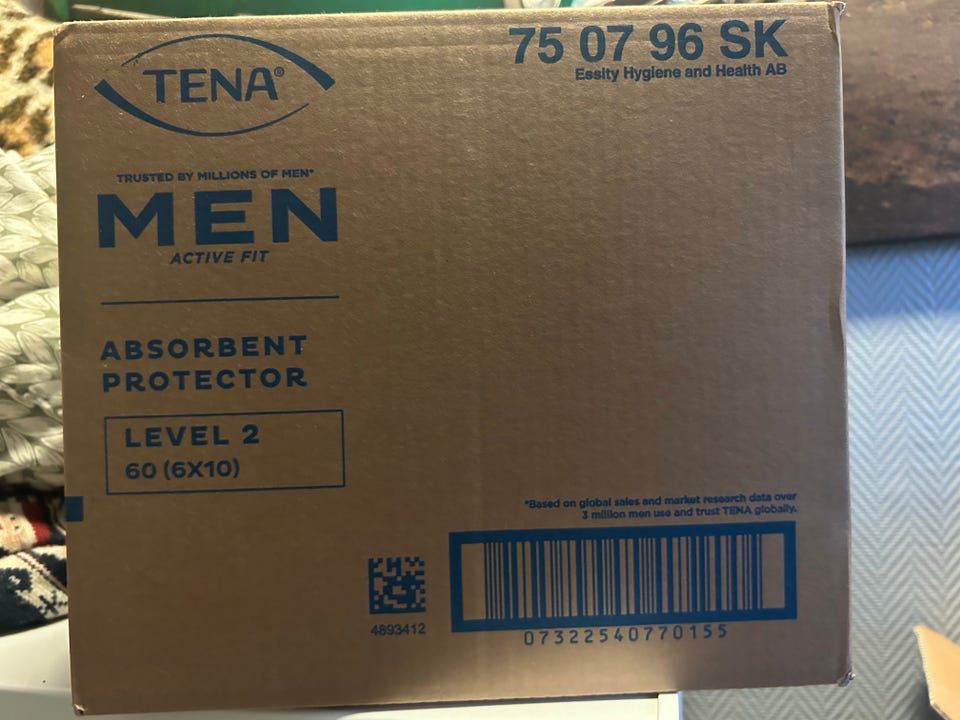 TENA®
75 07 96 SK
Essity Hygiene and Health AB
TRUSTED BY MILLIONS OF MEN*
MEN
ACTIVE FIT
ABSORBENT
PROTECTOR
LEVEL 2
60 (6X10)
*Based on global sales and market research data over
3 million men use and trust TENA globally.
4893412
07322540770155